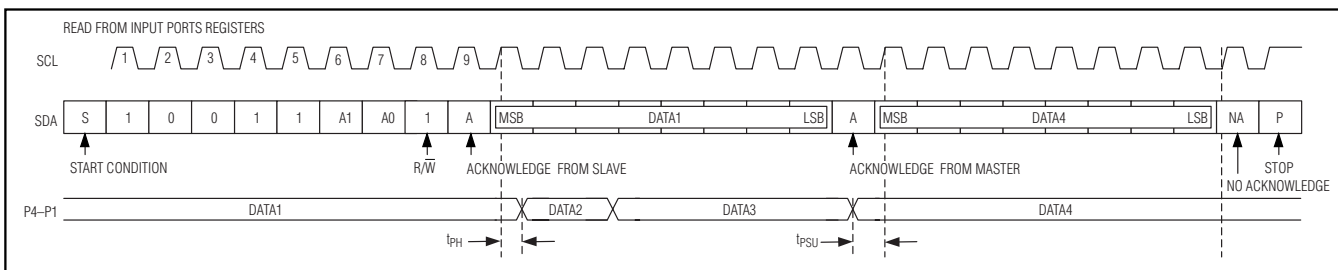 READ FROM INPUT PORTS REGISTERS
SCL 1 2 3 4 5 6 7 8 9
SDA S 1 0 0 1 1 A1 A0 1 A MSB DATA1 LSB A MSB DATA4 LSB NA P
START CONDITION R/W̅ ACKNOWLEDGE FROM SLAVE ACKNOWLEDGE FROM MASTER STOP
NO ACKNOWLEDGE
P4–P1 DATA1 DATA2 DATA3 DATA4
tPH tPSU